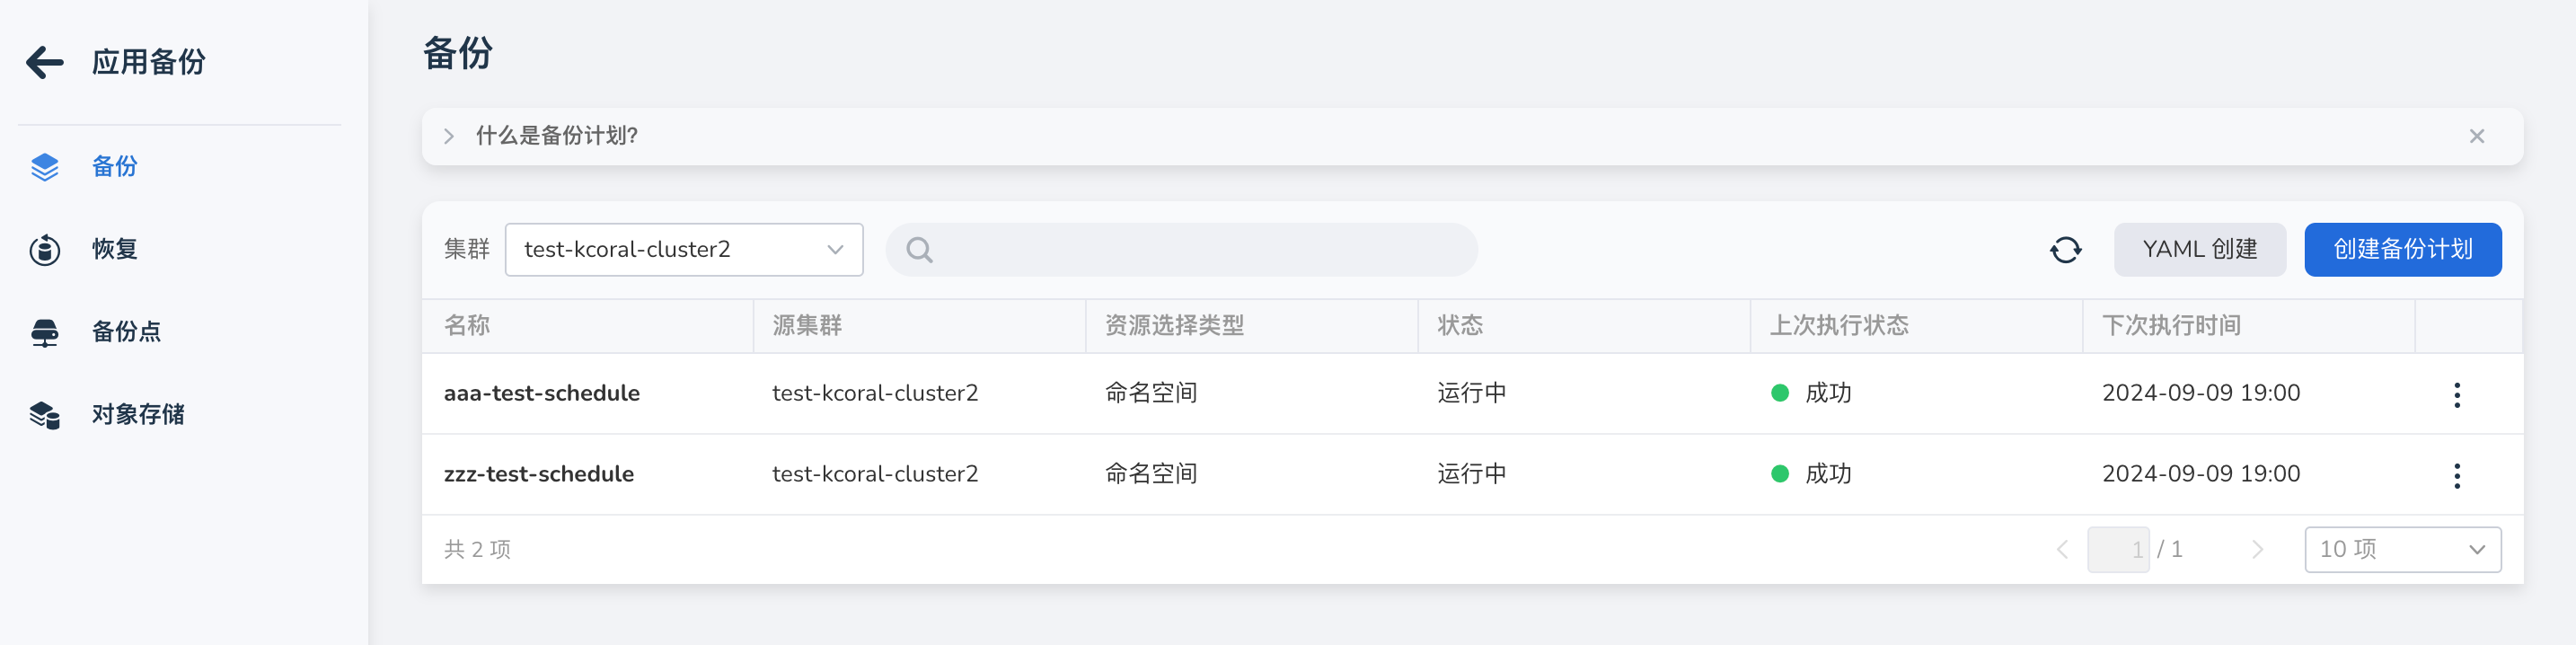 应用备份
备份
恢复
备份点
对象存储
备份
什么是备份计划?
集群 test-kcoral-cluster2 YAML 创建 创建备份计划
名称 源集群 资源选择类型 状态 上次执行状态 下次执行时间
aaa-test-schedule test-kcoral-cluster2 命名空间 运行中 成功 2024-09-09 19:00
zzz-test-schedule test-kcoral-cluster2 命名空间 运行中 成功 2024-09-09 19:00
共 2 项 1 / 1 10 项